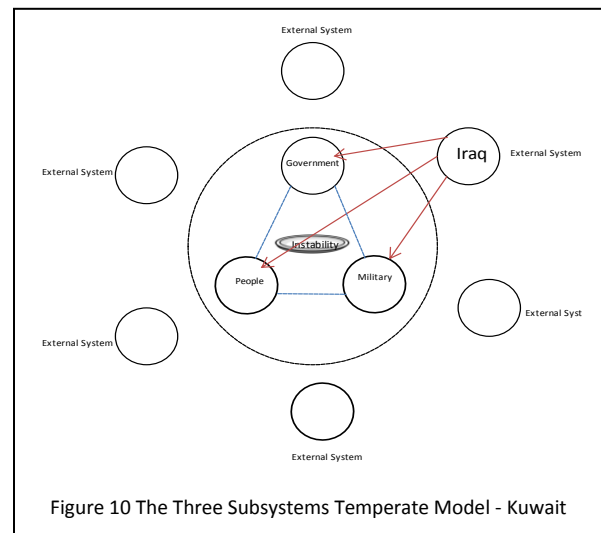 External System
Iraq
External System
Government
External System
Instability
People
Military
External Syst
External System
External System
Figure 10 The Three Subsystems Temperate Model - Kuwait